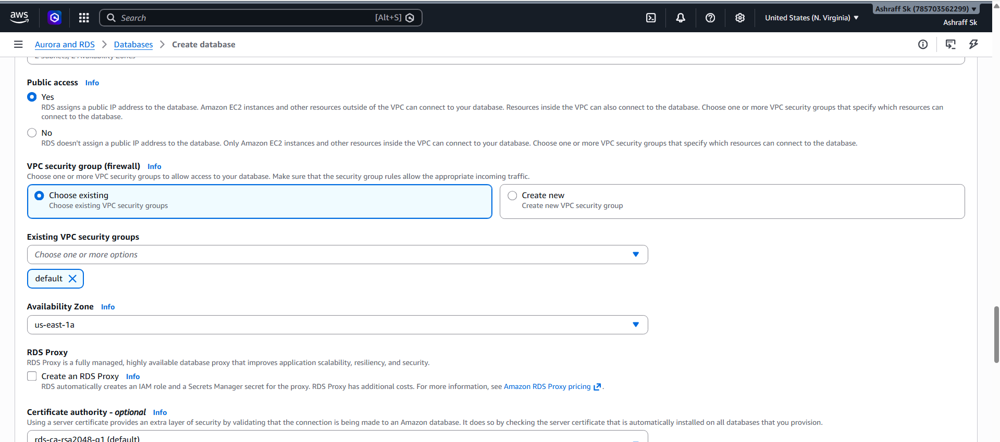 aws
Search
[Alt+S]
United States (N. Virginia)
Ashraff Sk (785703562299)
Ashraff Sk
Aurora and RDS
Databases
Create database
2 Subnets, 2 Availability Zones
Public access Info
Yes
RDS assigns a public IP address to the database. Amazon EC2 instances and other resources outside of the VPC can connect to your database. Resources inside the VPC can also connect to the database. Choose one or more VPC security groups that specify which resources can
connect to the database.
No
RDS doesn't assign a public IP address to the database. Only Amazon EC2 instances and other resources inside the VPC can connect to your database. Choose one or more VPC security groups that specify which resources can connect to the database.
VPC security group (firewall) Info
Choose one or more VPC security groups to allow access to your database. Make sure that the security group rules allow the appropriate incoming traffic.
Choose existing
Choose existing VPC security groups
Create new
Create new VPC security group
Existing VPC security groups
Choose one or more options
default
Availability Zone Info
us-east-1a
RDS Proxy
RDS Proxy is a fully managed, highly available database proxy that improves application scalability, resiliency, and security.
Create an RDS Proxy Info
RDS automatically creates an IAM role and a Secrets Manager secret for the proxy. RDS Proxy has additional costs. For more information, see Amazon RDS Proxy pricing .
Certificate authority - optional Info
Using a server certificate provides an extra layer of security by validating that the connection is being made to an Amazon database. It does so by checking the server certificate that is automatically installed on all databases that you provision.
rds-ca-rsa2048-g1 (default)